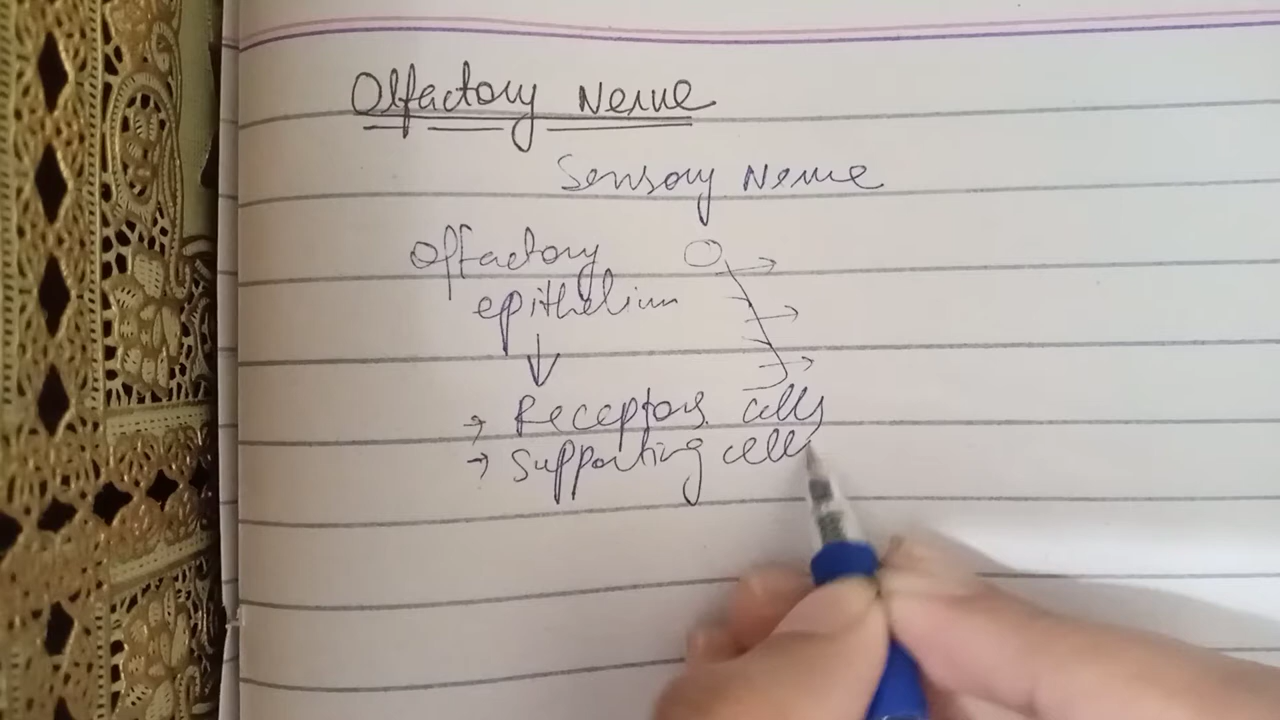 Olfactory Nerve
Sensory Nerve
Olfactory
epithelium
→ Receptors cells
→ Supporting cells